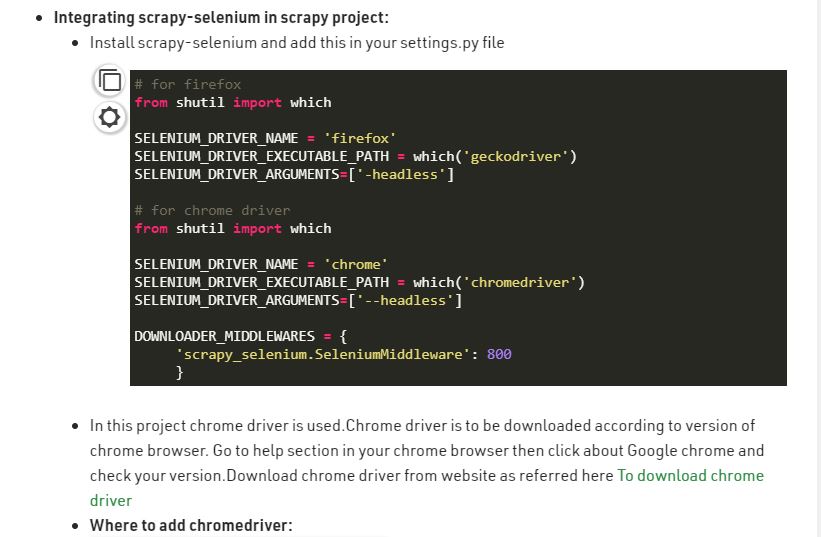 Integrating scrapy-selenium in scrapy project:
Install scrapy-selenium and add this in your settings.py file
# for firefox
from shutil import which
SELENIUM_DRIVER_NAME = 'firefox'
SELENIUM_DRIVER_EXECUTABLE_PATH = which('geckodriver')
SELENIUM_DRIVER_ARGUMENTS=['-headless']
# for chrome driver
from shutil import which
SELENIUM_DRIVER_NAME = 'chrome'
SELENIUM_DRIVER_EXECUTABLE_PATH = which('chromedriver')
SELENIUM_DRIVER_ARGUMENTS=['--headless']
DOWNLOADER_MIDDLEWARES = {
'scrapy_selenium.SeleniumMiddleware': 800
}
In this project chrome driver is used.Chrome driver is to be downloaded according to version of
chrome browser. Go to help section in your chrome browser then click about Google chrome and
check your version.Download chrome driver from website as referred here To download chrome
driver
Where to add chromedriver: